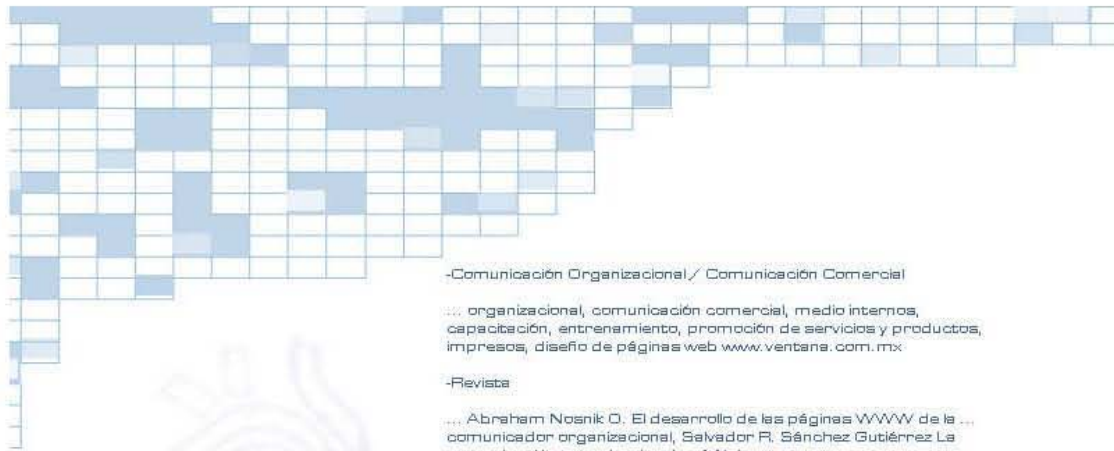 -Comunicación Organizacional / Comunicación Comercial
... organizacional, comunicación comercial, medio internos,
capacitación, entrenamiento, promoción de servicios y productos,
impresos, diseño de páginas web www.ventana.com.mx
-Revista
... Abraham Nosnik O. El desarrollo de las páginas WWW de la ...
comunicador organizacional, Salvador R. Sánchez Gutiérrez La